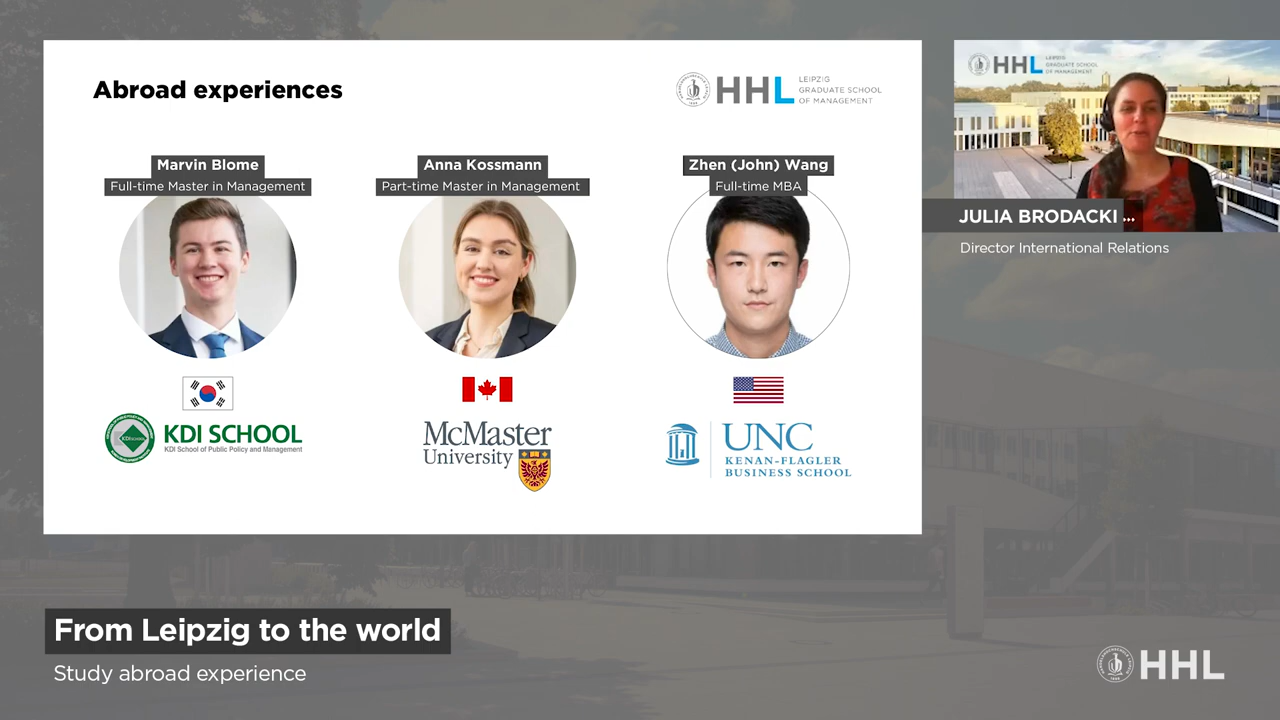 Abroad experiences
HHL
LEIPZIG
GRADUATE SCHOOL
OF MANAGEMENT
Marvin Blome
Full-time Master in Management
Anna Kossmann
Part-time Master in Management
Zhen (John) Wang
Full-time MBA
KDI SCHOOL
KDI School of Public Policy and Management
McMaster
University
UNC
KENAN-FLAGLER
BUSINESS SCHOOL
HHL
LEIPZIG
GRADUATE SCHOOL
OF MANAGEMENT
JULIA BRODACKI ...
Director International Relations
From Leipzig to the world
Study abroad experience
HHL